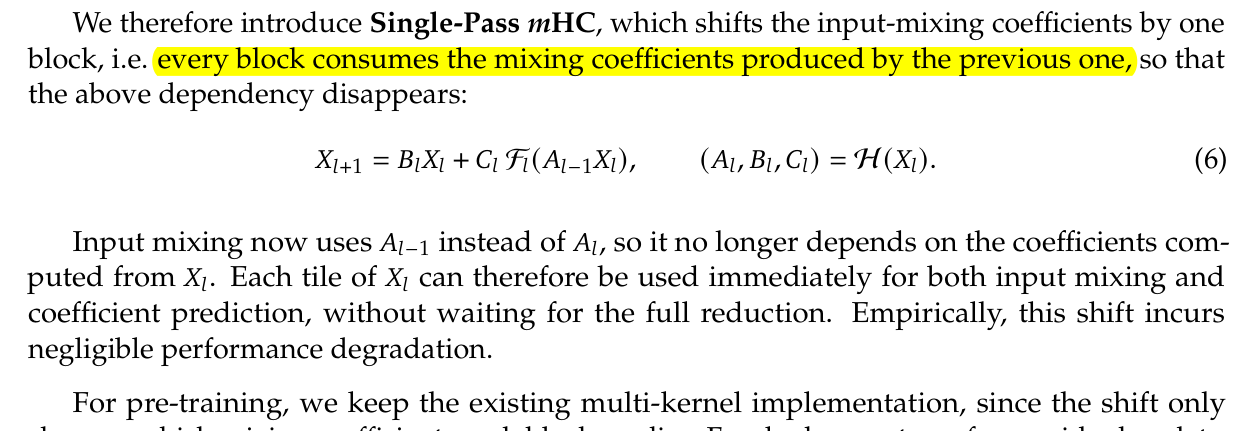 We therefore introduce Single-Pass mHC, which shifts the input-mixing coefficients by one
block, i.e. every block consumes the mixing coefficients produced by the previous one, so that
the above dependency disappears:
Xₗ₊₁ = BₗXₗ + Cₗ ℱₗ(Aₗ₋₁Xₗ), (Aₗ, Bₗ, Cₗ) = ℋ(Xₗ). (6)
Input mixing now uses Aₗ₋₁ instead of Aₗ, so it no longer depends on the coefficients com-
puted from Xₗ. Each tile of Xₗ can therefore be used immediately for both input mixing and
coefficient prediction, without waiting for the full reduction. Empirically, this shift incurs
negligible performance degradation.
For pre-training, we keep the existing multi-kernel implementation, since the shift only